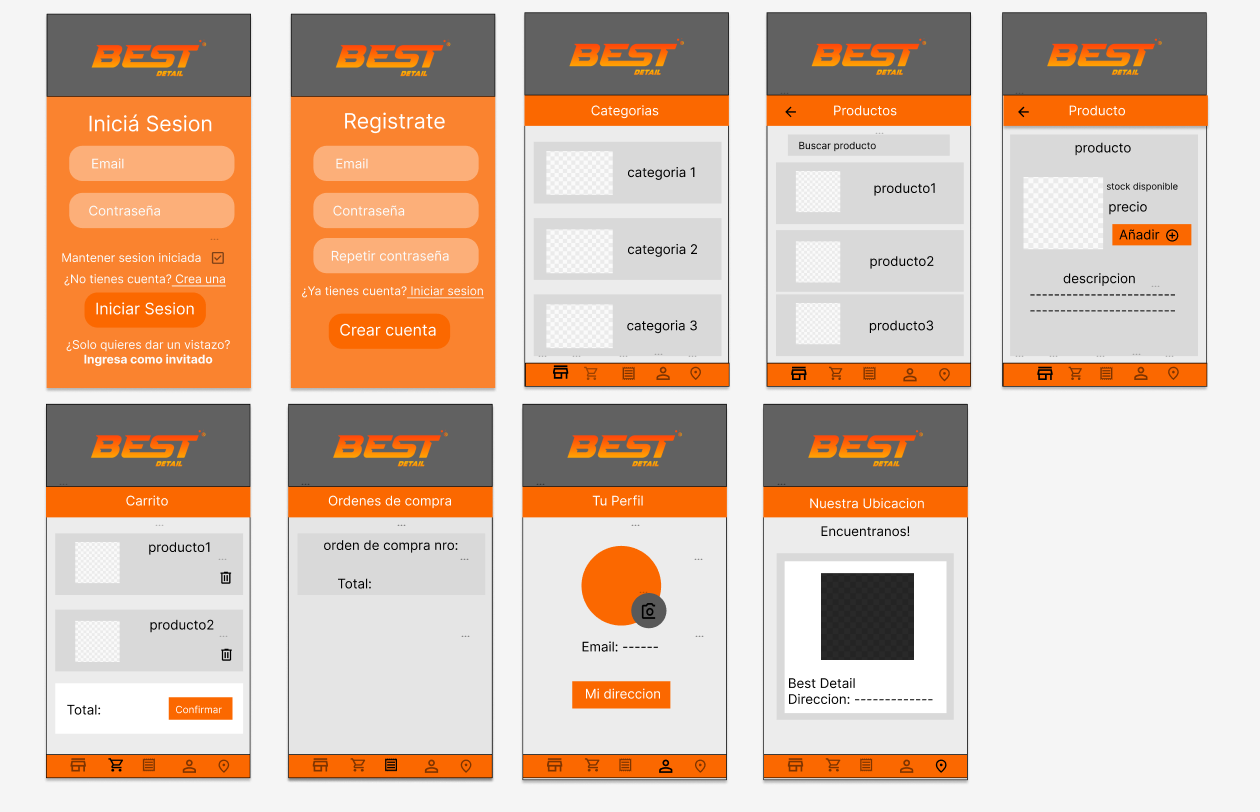 BEST
DETAIL
Iniciá Sesion
Email
Contraseña
...
Mantener sesion iniciada
¿No tienes cuenta? Crea una
Iniciar Sesion
¿Solo quieres dar un vistazo?
Ingresa como invitado
BEST
DETAIL
Registrate
Email
Contraseña
Repetir contraseña
¿Ya tienes cuenta? Iniciar sesion
Crear cuenta
BEST
DETAIL
Categorias
categoria 1
categoria 2
categoria 3
BEST
DETAIL
Productos
Buscar producto
producto1
producto2
producto3
BEST
DETAIL
Producto
producto
stock disponible
precio
Añadir
descripcion
------------------------
------------------------
BEST
DETAIL
Carrito
producto1
producto2
Total:
Confirmar
BEST
DETAIL
Ordenes de compra
orden de compra nro:
Total:
BEST
DETAIL
Tu Perfil
Email: ------
Mi direccion
BEST
DETAIL
Nuestra Ubicacion
Encuentranos!
Best Detail
Direccion: -------------